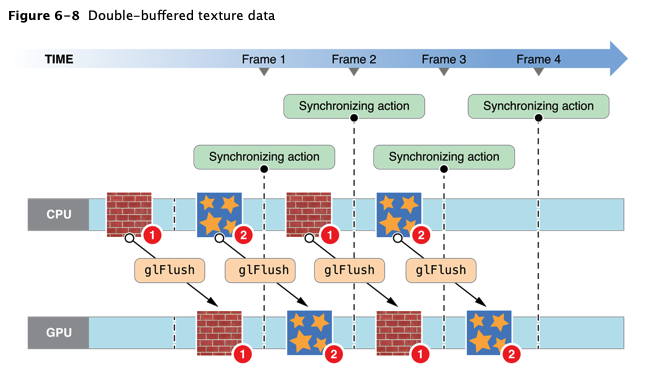 Figure 6–8 Double-buffered texture data
TIME
Frame 1
Frame 2
Frame 3
Frame 4
Synchronizing action
Synchronizing action
Synchronizing action
Synchronizing action
CPU
1
2
1
2
glFlush
glFlush
glFlush
glFlush
GPU
1
2
1
2